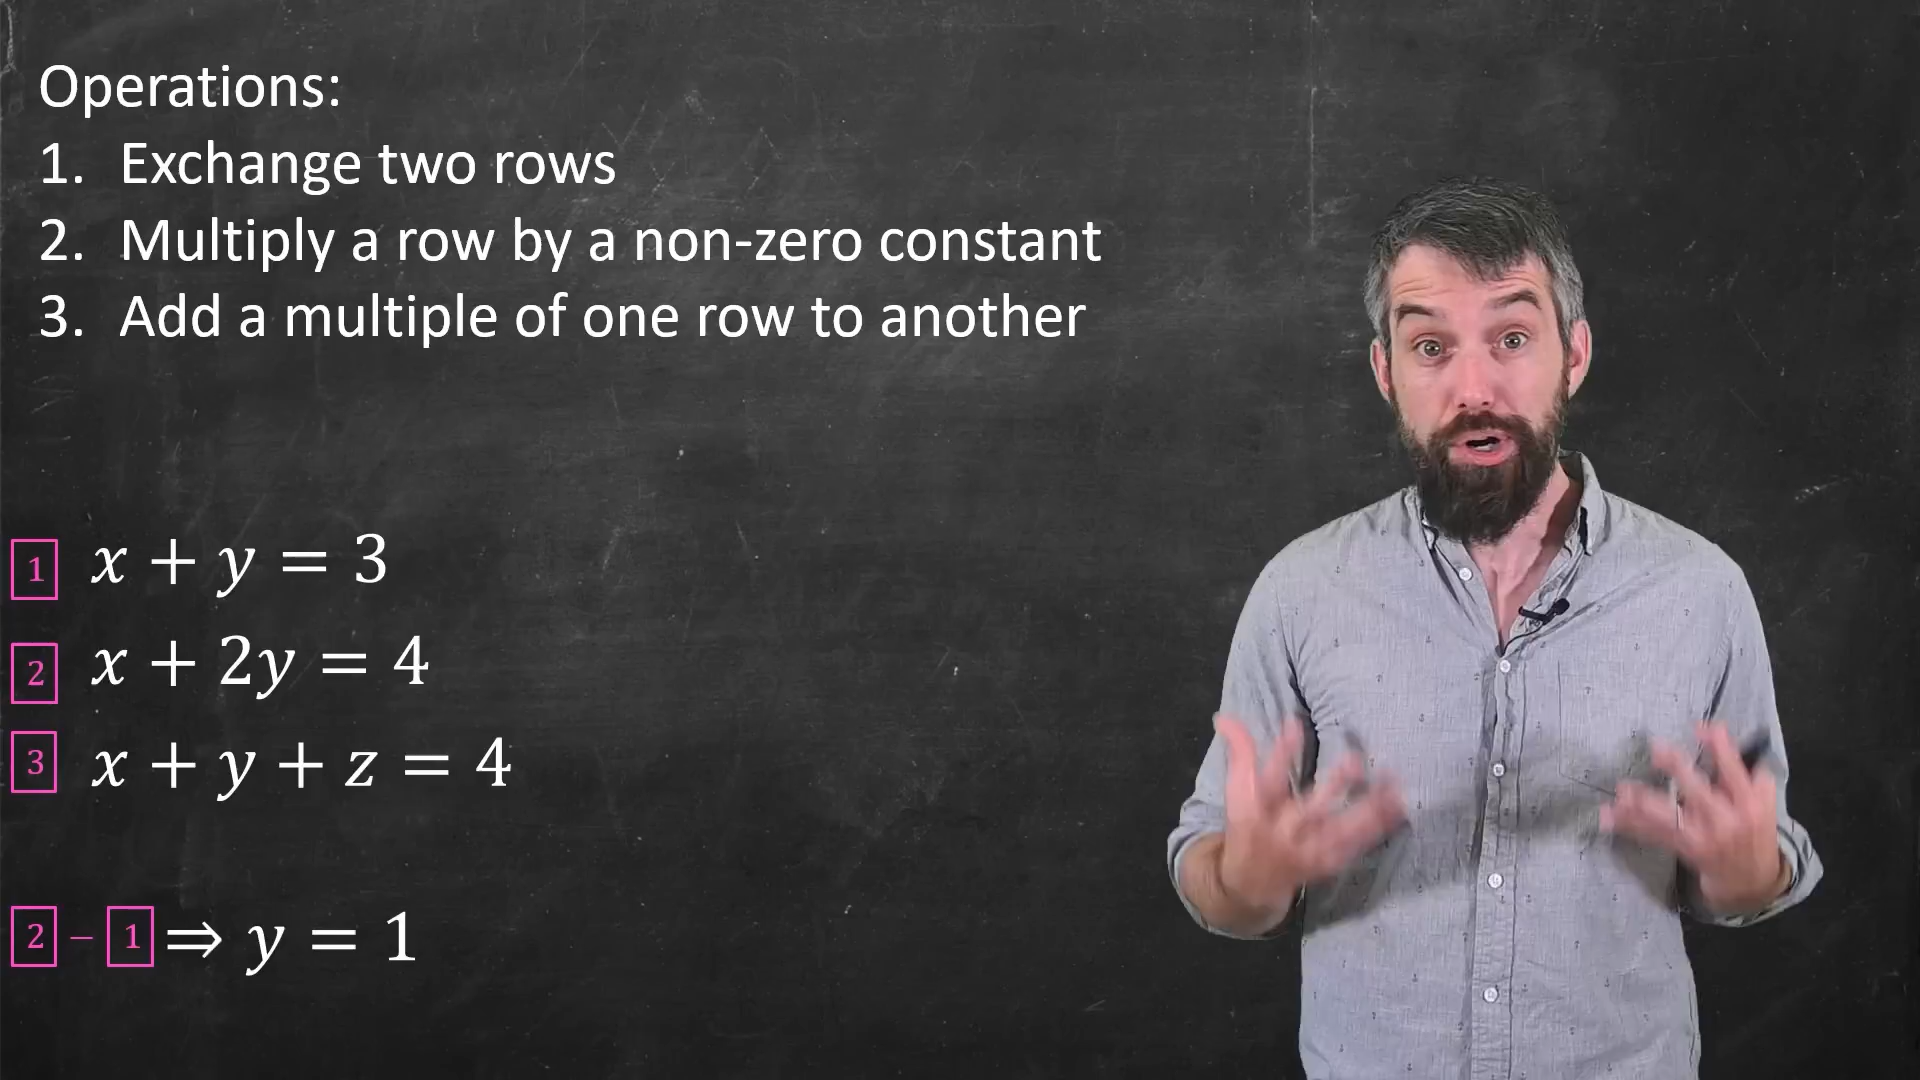 Operations:
1. Exchange two rows
2. Multiply a row by a non-zero constant
3. Add a multiple of one row to another
1 x + y = 3
2 x + 2y = 4
3 x + y + z = 4
2 − 1 ⇒ y = 1